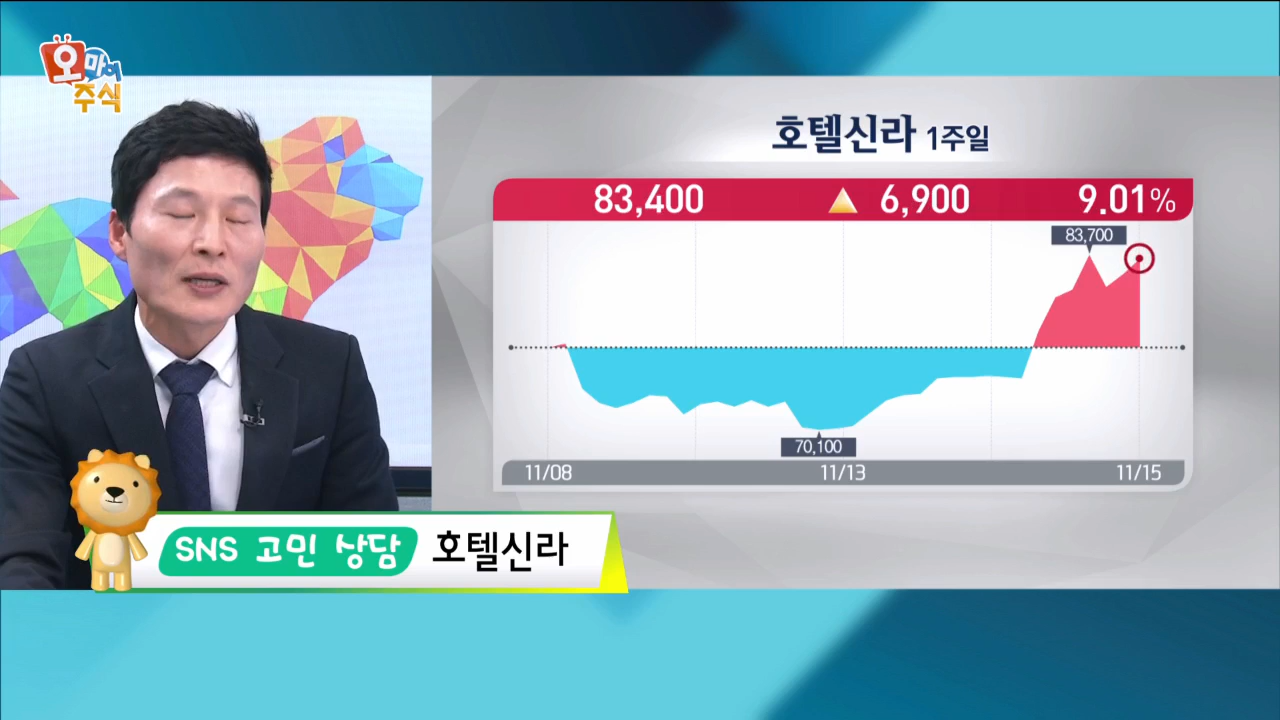 오마이
주식
호텔신라 1주일
83,400 ▲ 6,900 9.01%
83,700
70,100
11/08 11/13 11/15
SNS 고민 상담 호텔신라